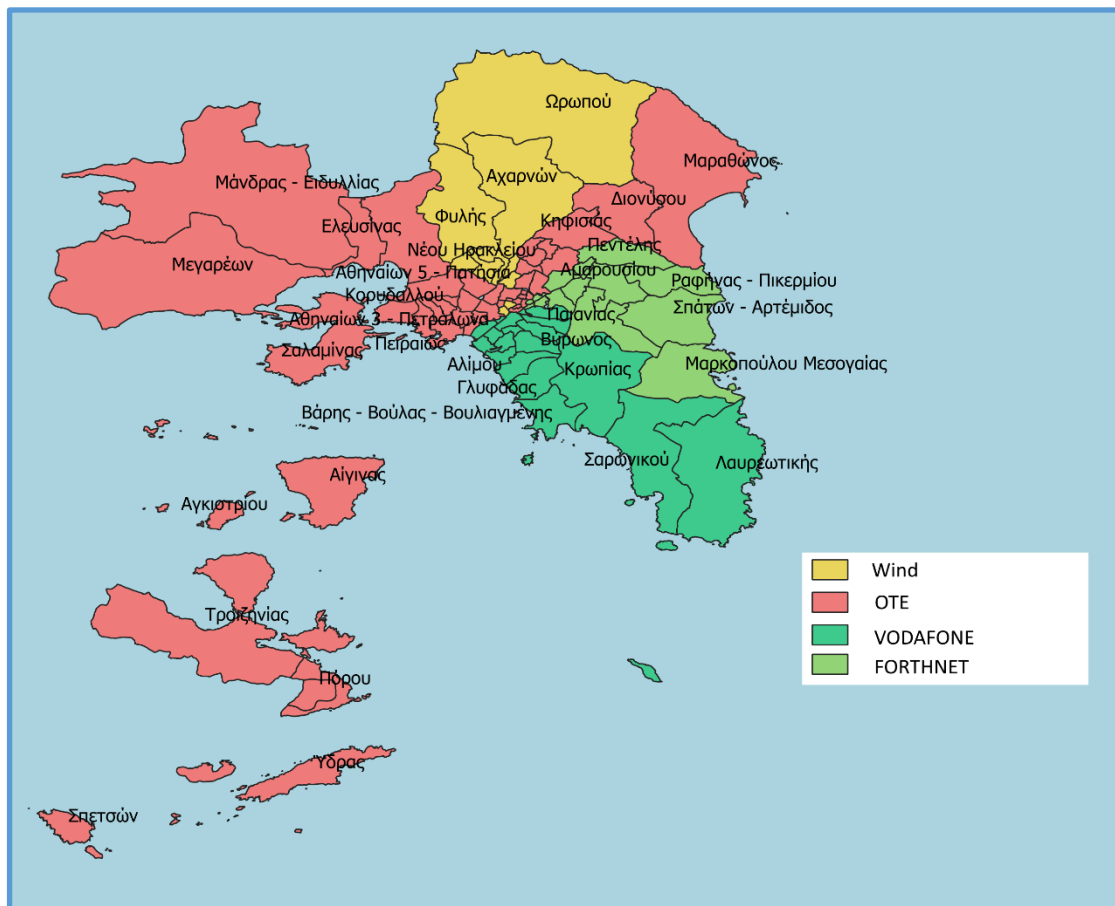 Ωρωπού
Μαραθώνος
Μάνδρας - Ειδυλλίας
Αχαρνών
Διονύσου
Φυλής
Κηφισιάς
Ελευσίνας
Νέου Ηρακλείου
Πεντέλης
Μεγαρέων
Αθηναίων 5 - Πατήσια
Αμαρουσίου
Ραφήνας - Πικερμίου
Κορυδαλλού
Σπάτων - Αρτέμιδος
Αθηναίων 3 - Πετράλωνα
Παιανίας
Πειραιώς
Βύρωνος
Σαλαμίνας
Αλίμου
Κρωπίας
Μαρκοπούλου Μεσογαίας
Γλυφάδας
Βάρης - Βούλας - Βουλιαγμένης
Σαρωνικού
Λαυρεωτικής
Αίγινας
Αγκιστρίου
Τροιζηνίας
Πόρου
Ύδρας
Σπετσών
Wind
OTE
VODAFONE
FORTHNET